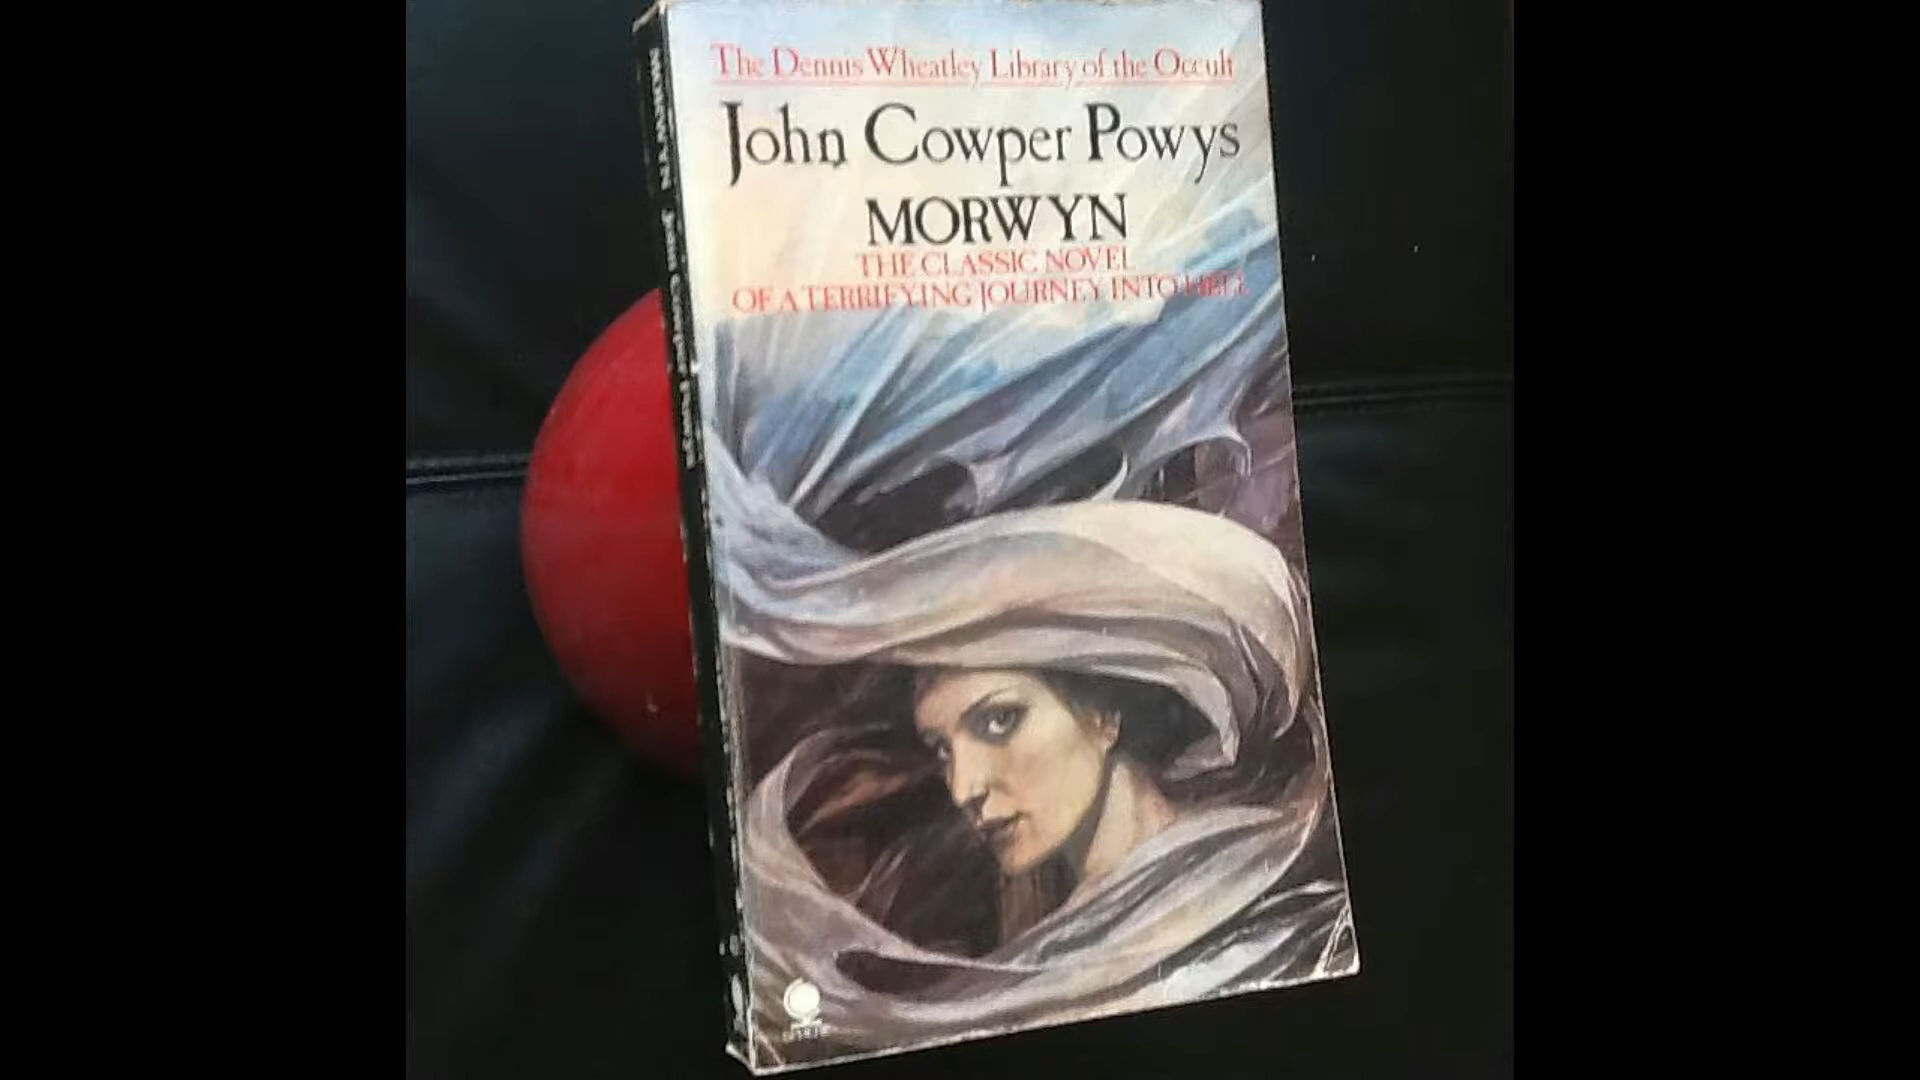 The Dennis Wheatley Library of the Occult
John Cowper Powys
MORWYN
THE CLASSIC NOVEL
OF A TERRIFYING JOURNEY INTO HELL
MORWYN John Cowper Powys